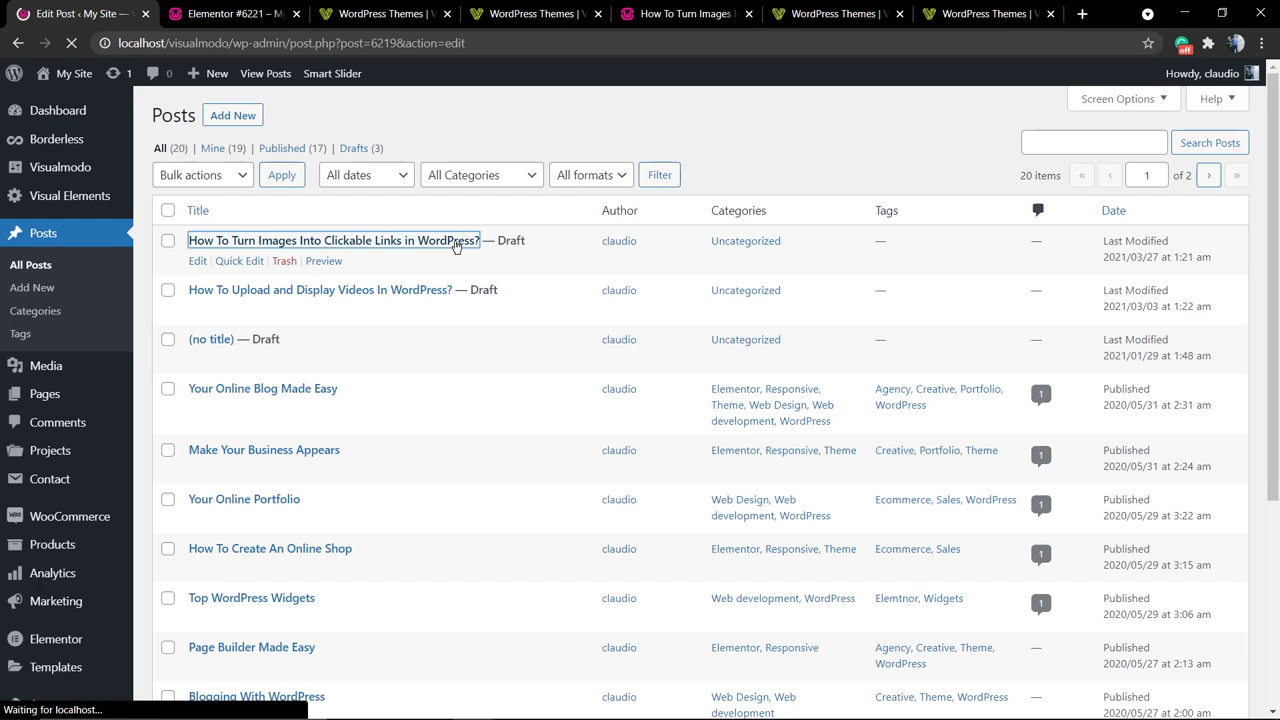 Edit Post ‹ My Site — W
Elementor #6221 – My
WordPress Themes | V
WordPress Themes | V
How To Turn Images I
WordPress Themes | V
WordPress Themes | V
localhost/visualmodo/wp-admin/post.php?post=6219&action=edit
off
My Site 1 0 New View Posts Smart Slider Howdy, claudio
Dashboard
Borderless
Visualmodo
Visual Elements
Posts
All Posts
Add New
Categories
Tags
Media
Pages
Comments
Projects
Contact
WooCommerce
Products
Analytics
Marketing
Elementor
Templates
Waiting for localhost...
Screen Options Help
Posts Add New
All (20) | Mine (19) | Published (17) | Drafts (3)
Search Posts
Bulk actions Apply All dates All Categories All formats Filter
20 items « ‹ 1 of 2 › »
Title Author Categories Tags Date
How To Turn Images Into Clickable Links in WordPress? — Draft claudio Uncategorized — — Last Modified
Edit | Quick Edit | Trash | Preview 2021/03/27 at 1:21 am
How To Upload and Display Videos In WordPress? — Draft claudio Uncategorized — — Last Modified
2021/03/03 at 1:22 am
(no title) — Draft claudio Uncategorized — — Last Modified
2021/01/29 at 1:48 am
Your Online Blog Made Easy claudio Elementor, Responsive, Agency, Creative, Portfolio, 1 Published
Theme, Web Design, Web WordPress 2020/05/31 at 2:31 am
development, WordPress
Make Your Business Appears claudio Elementor, Responsive, Theme Creative, Portfolio, Theme 1 Published
2020/05/31 at 2:24 am
Your Online Portfolio claudio Web Design, Web Ecommerce, Sales, WordPress 1 Published
development, WordPress 2020/05/29 at 3:22 am
How To Create An Online Shop claudio Elementor, Responsive, Theme Ecommerce, Sales 1 Published
2020/05/29 at 3:15 am
Top WordPress Widgets claudio Web development, WordPress Elemtnor, Widgets 1 Published
2020/05/29 at 3:06 am
Page Builder Made Easy claudio Elementor, Responsive Agency, Creative, Theme, — Published
WordPress 2020/05/27 at 2:13 am
Blogging With WordPress claudio Web Design, Web Creative, Theme, WordPress — Published
development 2020/05/27 at 2:00 am